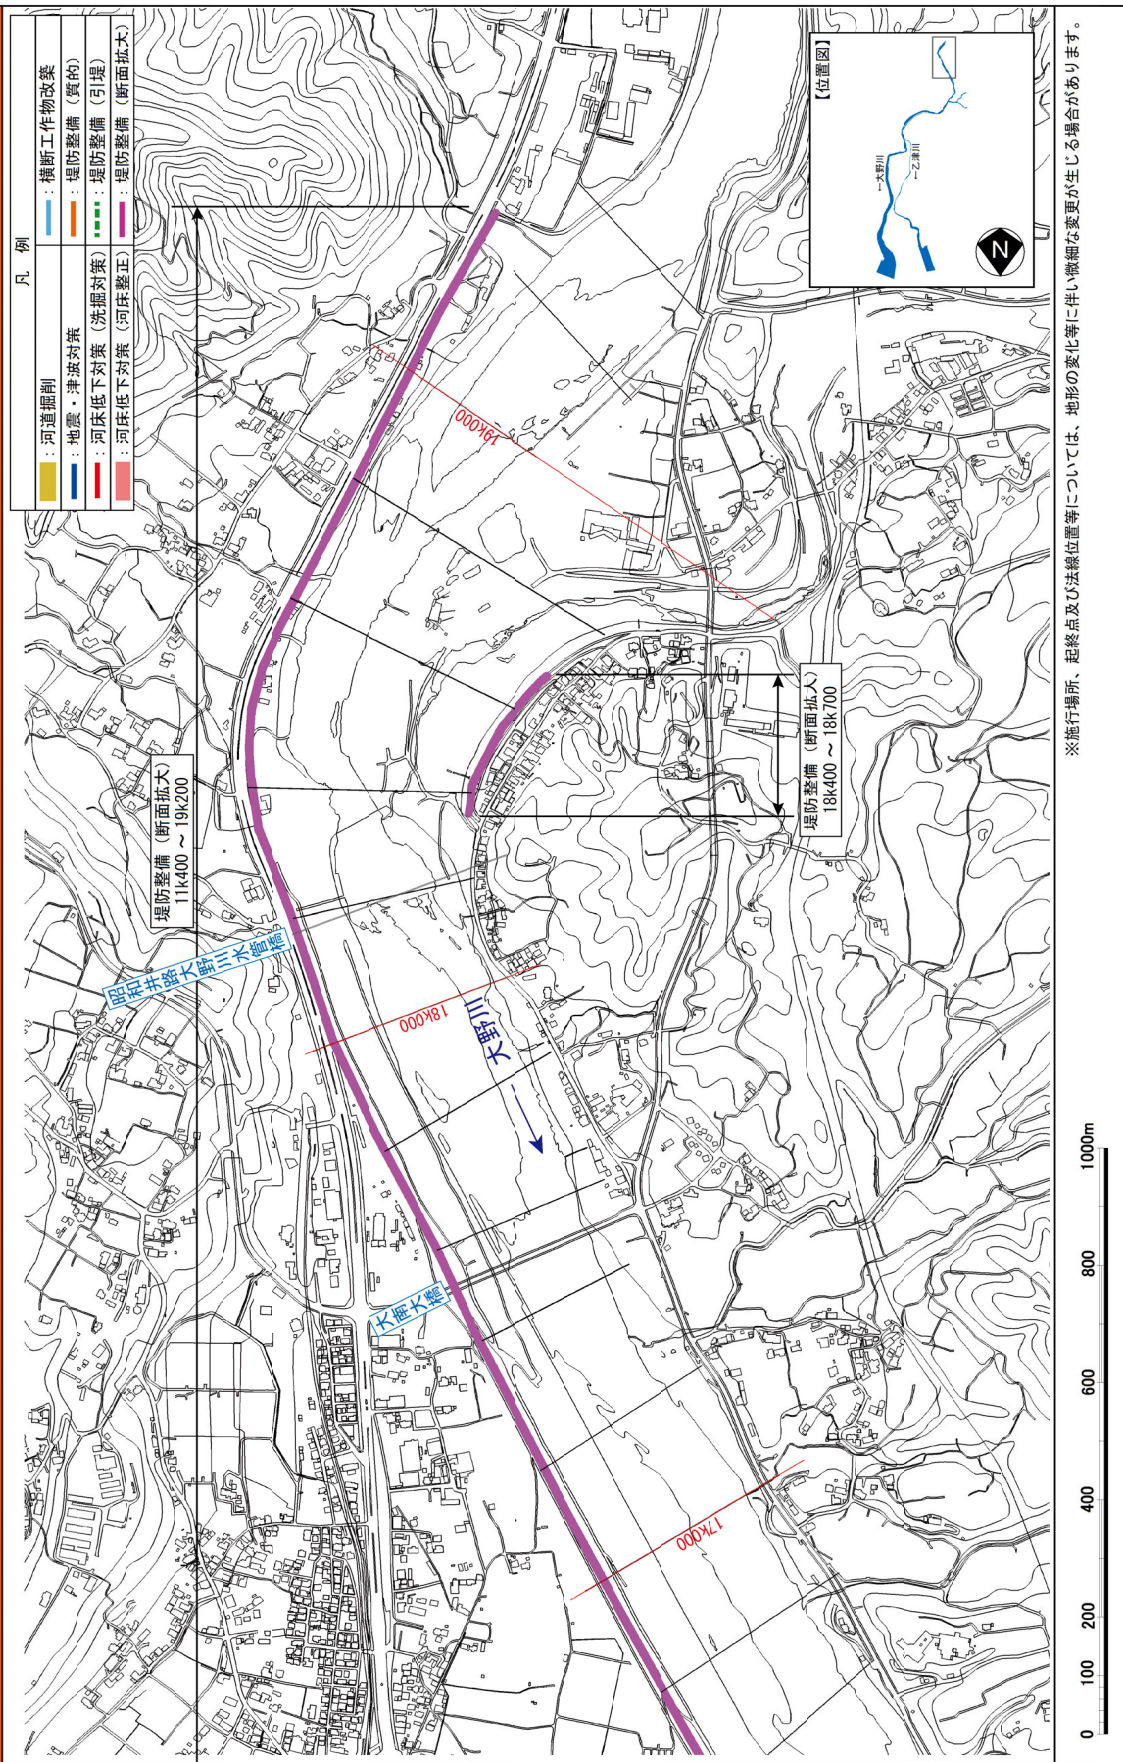 凡 例
：河道掘削
：横断工作物改築
：地震・津波対策
：堤防整備（質的）
：河床低下対策（洗掘対策）
：堤防整備（引堤）
：河床低下対策（河床整正）
：堤防整備（断面拡大）
堤防整備（断面拡大）
11k400～19k200
昭和井路大野川水管橋
大南大橋
17k000
18k000
19k000
大野川
堤防整備（断面拡大）
18k400～18k700
【位置図】
←大野川
←乙津川
N
0 100 200 400 600 800 1000m
※施行場所、起終点及び法線位置等については、地形の変化等に伴い微細な変更が生じる場合があります。